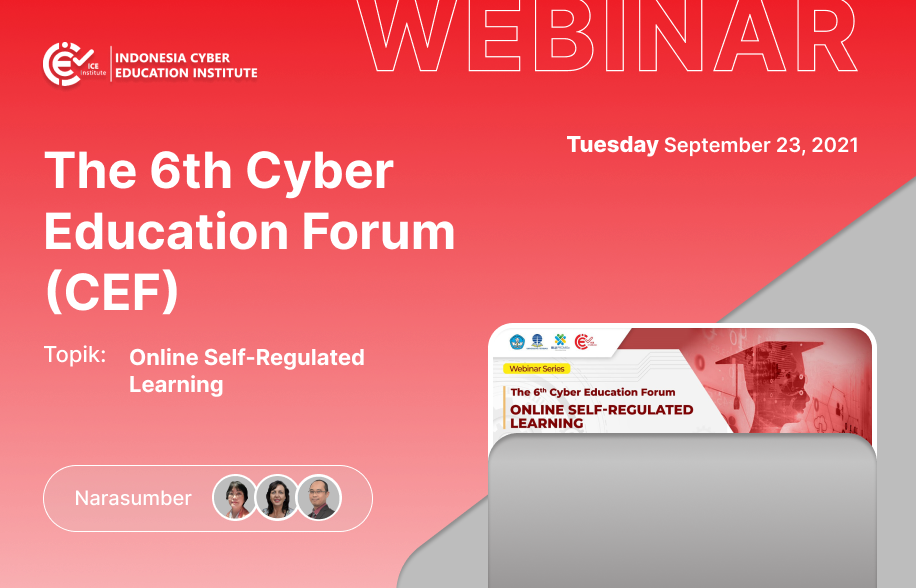 WEBINAR
ICE
Institute
INDONESIA CYBER
EDUCATION INSTITUTE
Tuesday September 23, 2021
The 6th Cyber
Education Forum
(CEF)
Topik: Online Self-Regulated
Learning
Webinar Series
The 6th Cyber Education Forum
ONLINE SELF-REGULATED
LEARNING
Narasumber